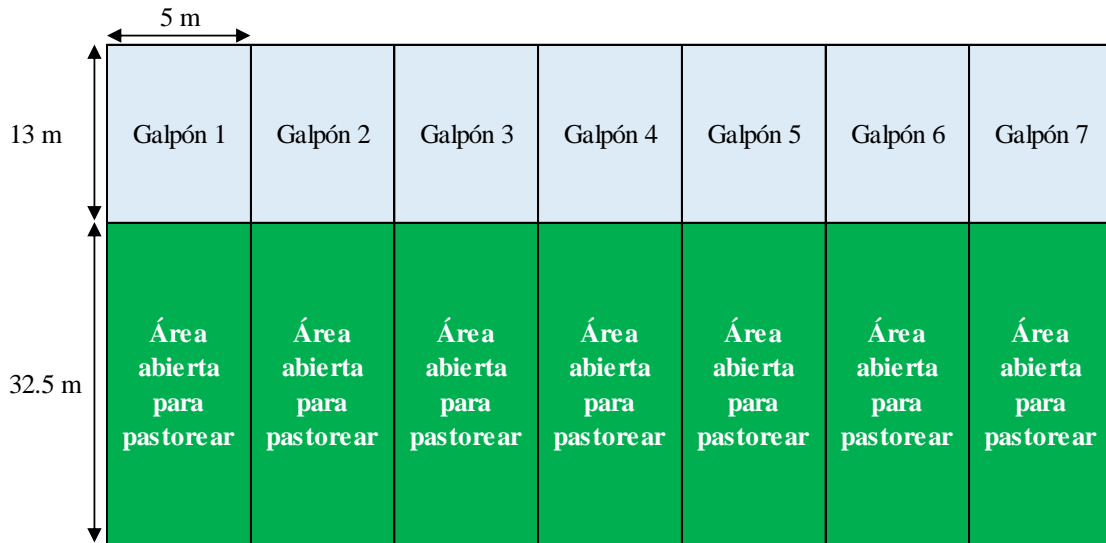 5 m
13 m
Galpón 1
Galpón 2
Galpón 3
Galpón 4
Galpón 5
Galpón 6
Galpón 7
32.5 m
Área
abierta
para
pastorear
Área
abierta
para
pastorear
Área
abierta
para
pastorear
Área
abierta
para
pastorear
Área
abierta
para
pastorear
Área
abierta
para
pastorear
Área
abierta
para
pastorear